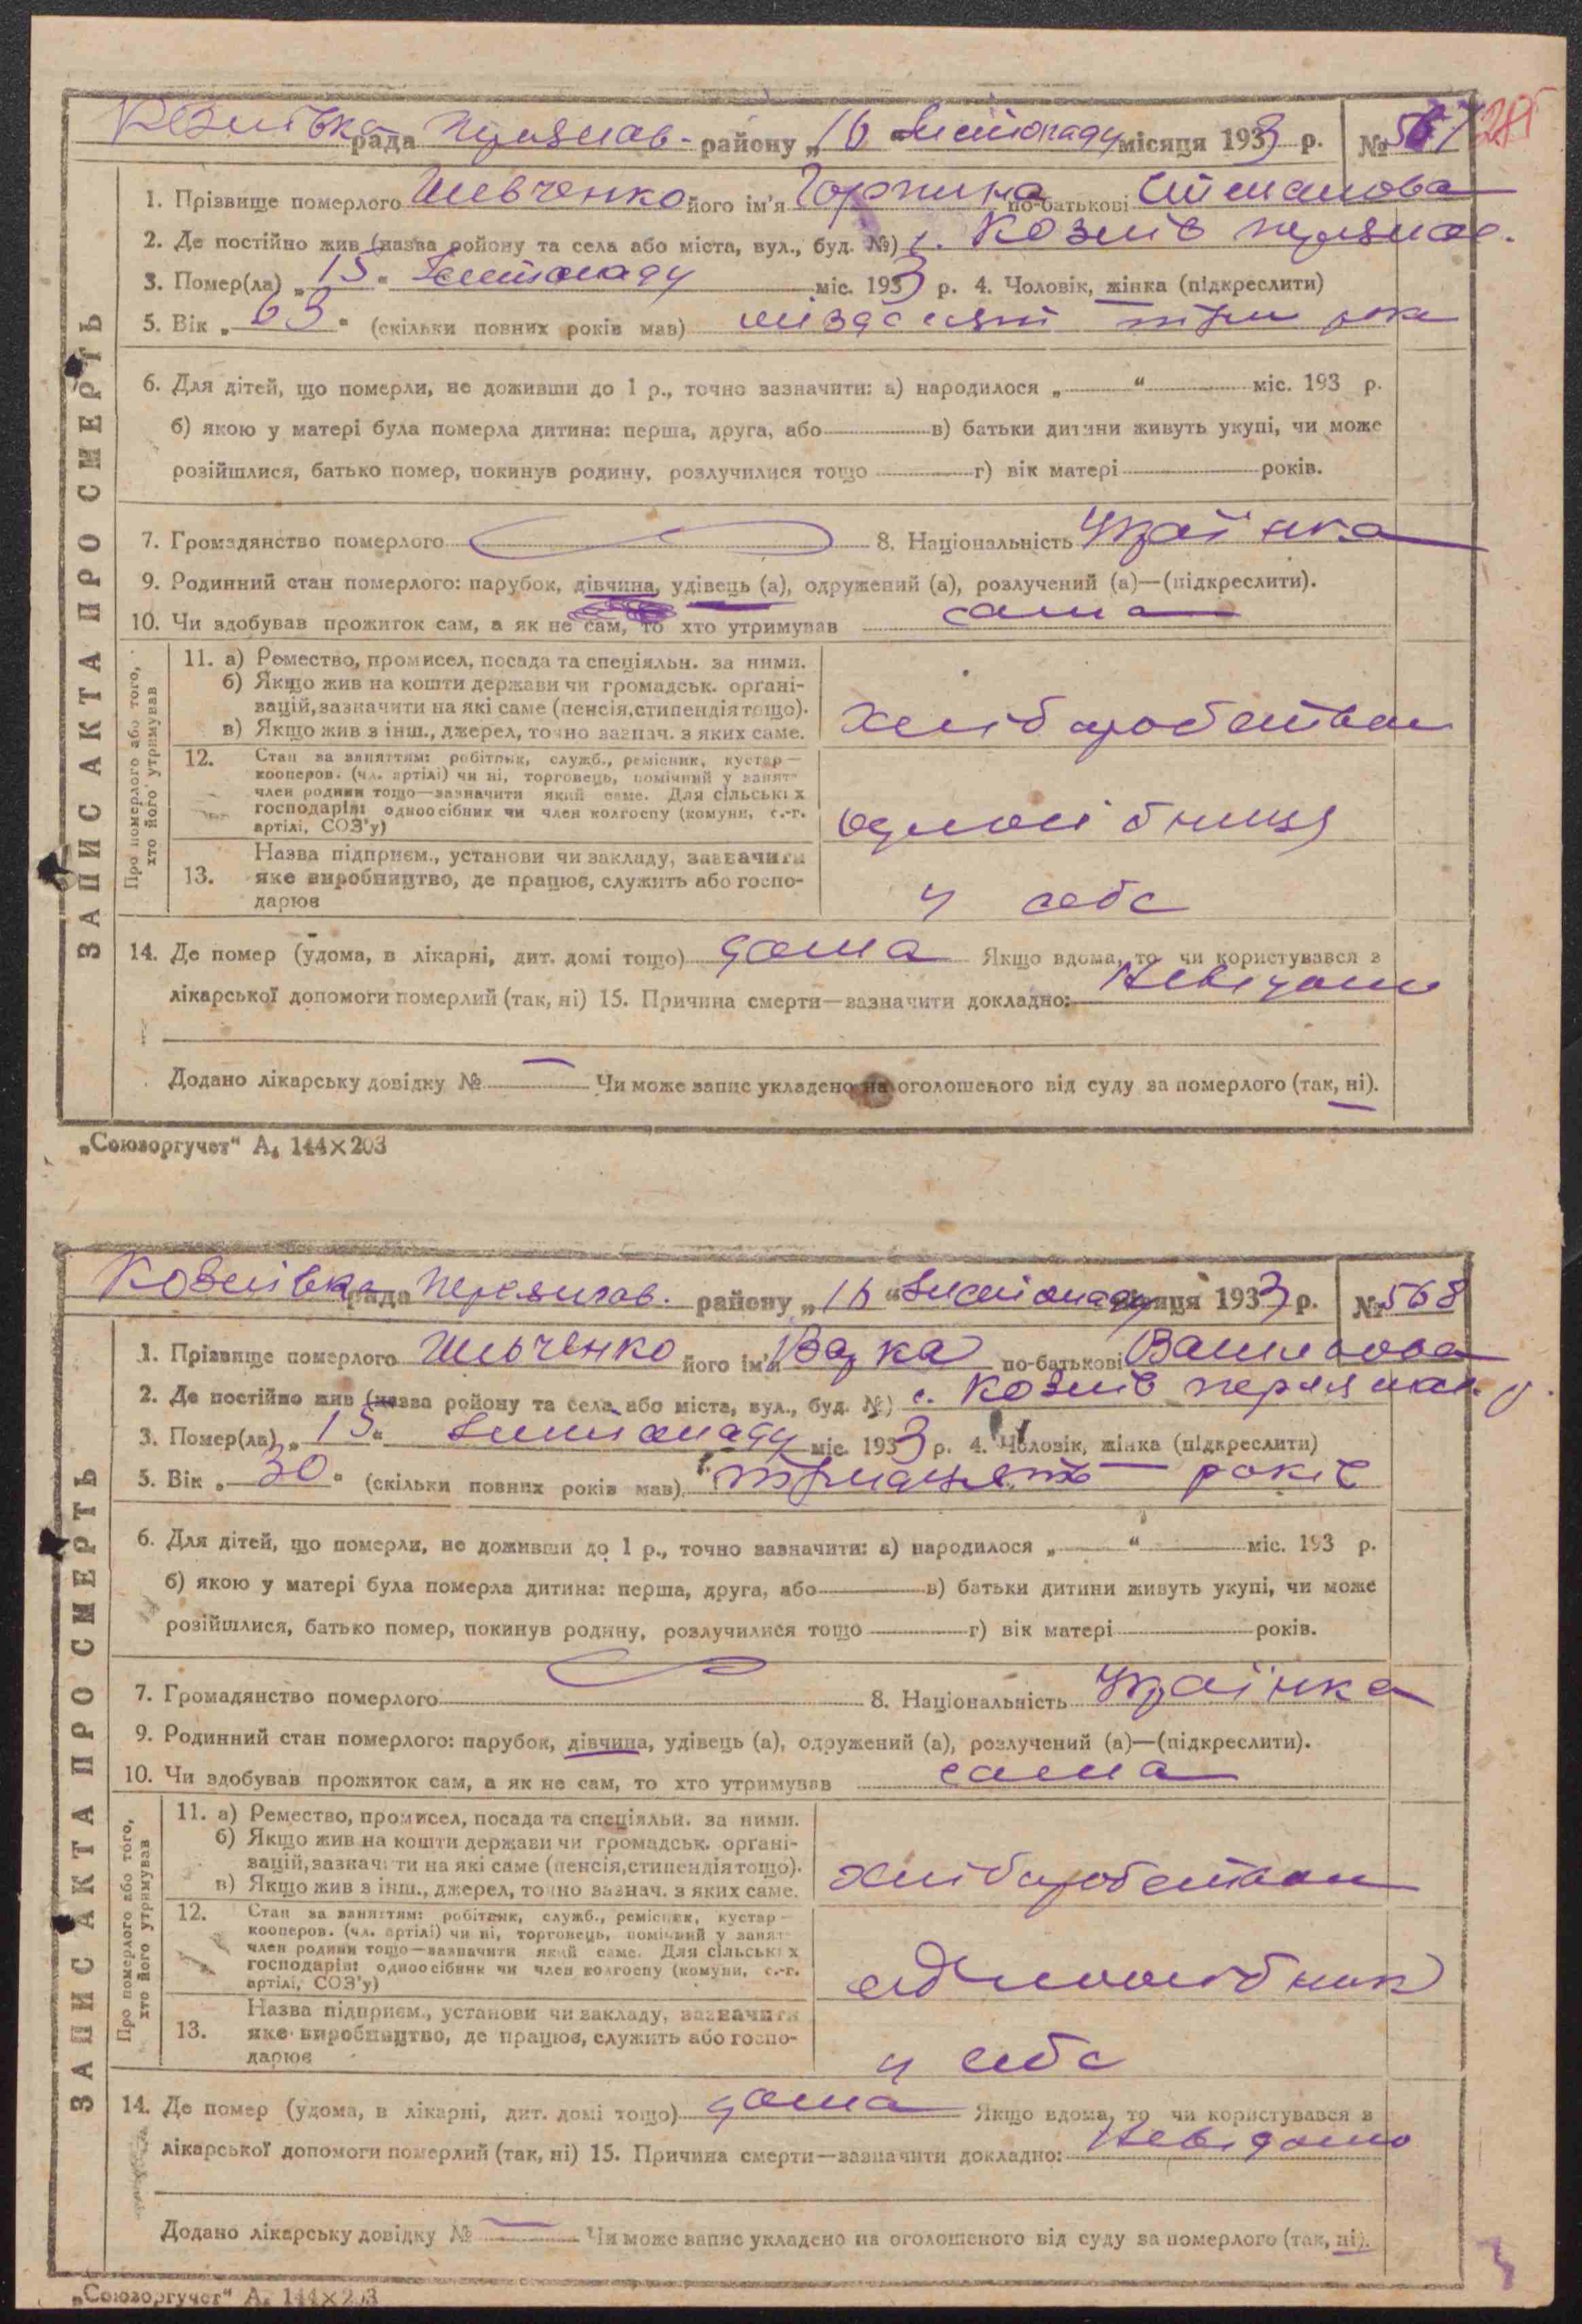 Козлівка рада Переяслав. району „16“ листопаду місяця 1933 р. № 567 285
1. Прізвище померлого Шевченко його ім'я Горпина по-батькові Степанова
2. Де постійно жив (назва району та села або міста, вул., буд. №) с. Козлів переяслав.
3. Помер(ла) „15“ листопаду міс. 1933 р. 4. Чоловік, жінка (підкреслити)
5. Вік „63“ (скільки повних років мав) шісдесят три роки
6. Для дітей, що померли, не доживши до 1 р., точно зазначити: а) народилося „ “ міс. 193 р.
б) якою у матері була померла дитина: перша, друга, або в) батьки дитини живуть укупі, чи може
розійшлися, батько помер, покинув родину, розлучилися тощо г) вік матері років.
7. Громадянство померлого 8. Національність Українка
9. Родинний стан померлого: парубок, дівчина, удівець (а), одружений (а), розлучений (а)—(підкреслити).
10. Чи здобував прожиток сам, а як не сам, то хто утримував сама
ЗАПИС АКТА ПРО СМЕРТЬ
Про померлого або того, хто його утримував
11. а) Ремество, промисел, посада та спеціяльн. за ними.
б) Якщо жив на кошти держави чи громадськ. органі-
зацій, зазначити на які саме (пенсія, стипендія тощо).
в) Якщо жив з інш., джерел, точно зазнач. з яких саме.
хліборобством
12. Стан за заняттям: робітник, служб., ремісник, кустар—
кооперов. (чл. артілі) чи ні, торговець, помічний у занят-
член родини тощо—зазначити який саме. Для сільських
господарів: одноосібник чи член колгоспу (комуни, с.-г.
артілі, СОЗ'у)
одноосібниця
13. Назва підприєм., установи чи закладу, зазначити
яке виробництво, де працює, служить або госпо-
дарює
у себе
14. Де помер (удома, в лікарні, дит. домі тощо) дома Якщо вдома, то чи користувався з
лікарської допомоги померлий (так, ні) 15. Причина смерти—зазначити докладно: Невідомо
Додано лікарську довідку № — Чи може запис укладено на оголошеного від суду за померлого (так, ні).
„Союзоргучет“ А₆ 144×203
Козлівка рада Переяслав. району „16“ листопаду місяця 1933 р. № 568
1. Прізвище померлого Шевченко його ім'я Варка по-батькові Василова
2. Де постійно жив (назва району та села або міста, вул., буд. №) с. Козлів переяслав. р.
3. Помер(ла) „15“ листопаду міс. 1933 р. 4. Чоловік, жінка (підкреслити)
5. Вік „30“ (скільки повних років мав) тридцять років
6. Для дітей, що померли, не доживши до 1 р., точно зазначити: а) народилося „ “ міс. 193 р.
б) якою у матері була померла дитина: перша, друга, або в) батьки дитини живуть укупі, чи може
розійшлися, батько помер, покинув родину, розлучилися тощо г) вік матері років.
7. Громадянство померлого 8. Національність Українка
9. Родинний стан померлого: парубок, дівчина, удівець (а), одружений (а), розлучений (а)—(підкреслити).
10. Чи здобував прожиток сам, а як не сам, то хто утримував сама
ЗАПИС АКТА ПРО СМЕРТЬ
Про померлого або того, хто його утримував
11. а) Ремество, промисел, посада та спеціяльн. за ними.
б) Якщо жив на кошти держави чи громадськ. органі-
зацій, зазначити на які саме (пенсія, стипендія тощо).
в) Якщо жив з інш., джерел, точно зазнач. з яких саме.
хліборобством
12. Стан за заняттям: робітник, служб., ремісник, кустар—
кооперов. (чл. артілі) чи ні, торговець, помічний у занят-
член родини тощо—зазначити який саме. Для сільських
господарів: одноосібник чи член колгоспу (комуни, с.-г.
артілі, СОЗ'у)
одноосібник
13. Назва підприєм., установи чи закладу, зазначити
яке виробництво, де працює, служить або госпо-
дарює
у себе
14. Де помер (удома, в лікарні, дит. домі тощо) дома Якщо вдома, то чи користувався з
лікарської допомоги померлий (так, ні) 15. Причина смерти—зазначити докладно: Невідомо
Додано лікарську довідку № — Чи може запис укладено на оголошеного від суду за померлого (так, ні).
„Союзоргучет“ А₆ 144×203